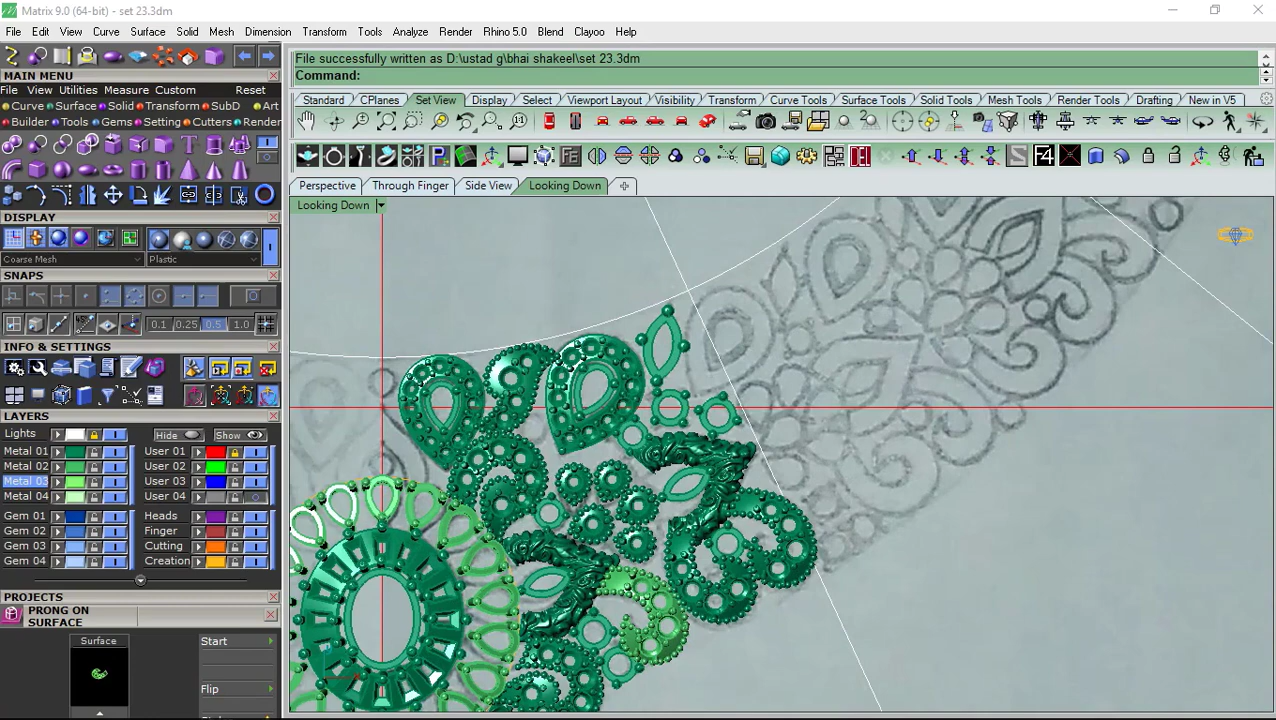 Matrix 9.0 (64-bit) - set 23.3dm
File Edit View Curve Surface Solid Mesh Dimension Transform Tools Analyze Render Rhino 5.0 Blend Clayoo Help
File successfully written as D:\ustad g\bhai shakeel\set 23.3dm
Command:
MAIN MENU
File View Utilities Measure Custom
Curve Surface Solid Transform SubD Art
Builder Tools Gems Setting Cutters Render
Standard CPlanes Set View Display Select Viewport Layout Visibility Transform Curve Tools Surface Tools Solid Tools Mesh Tools Render Tools Drafting New in V5
Perspective Through Finger Side View Looking Down
Looking Down
DISPLAY
Coarse Mesh Plastic
SNAPS
0.1 0.25 0.5 1.0
INFO & SETTINGS
LAYERS
Lights Hide Show
Metal 01 User 01
Metal 02 User 02
Metal 03 User 03
Metal 04 User 04
Gem 01 Heads
Gem 02 Finger
Gem 03 Cutting
Gem 04 Creation
PROJECTS
PRONG ON
SURFACE
Surface Start
Flip